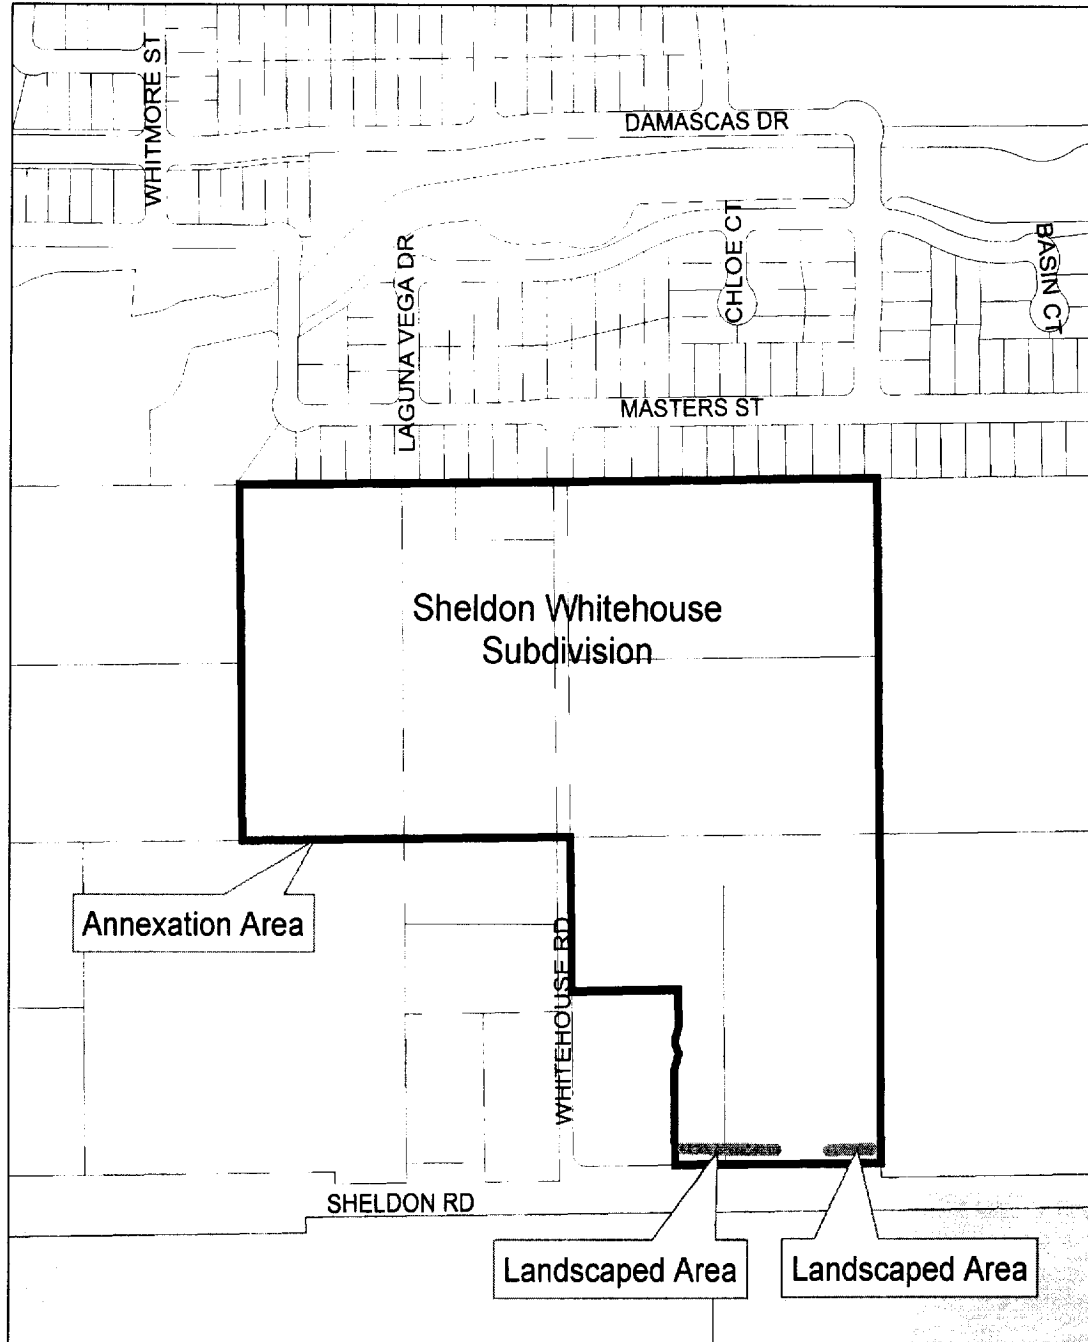 WHITMORE ST
DAMASCAS DR
CHLOE CT
BASIN CT
LAGUNA VEGA DR
MASTERS ST
Sheldon Whitehouse
Subdivision
Annexation Area
WHITEHOUSE RD
SHELDON RD
Landscaped Area
Landscaped Area